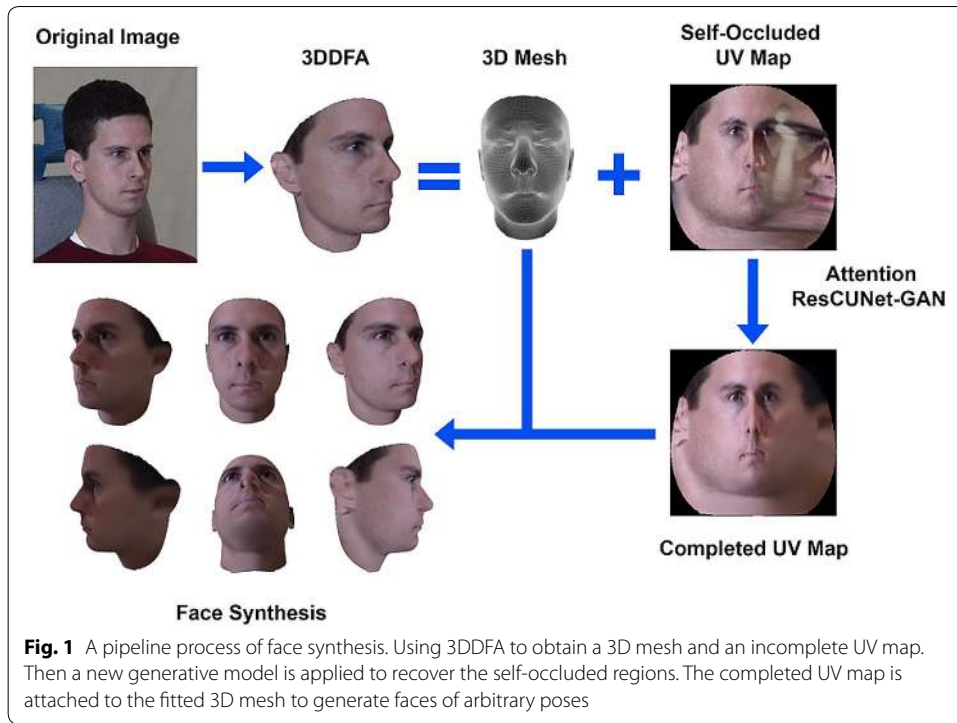 Original Image
3DDFA
3D Mesh
Self-Occluded
UV Map
Attention
ResCUNet-GAN
Completed UV Map
Face Synthesis
Fig. 1 A pipeline process of face synthesis. Using 3DDFA to obtain a 3D mesh and an incomplete UV map.
Then a new generative model is applied to recover the self-occluded regions. The completed UV map is
attached to the fitted 3D mesh to generate faces of arbitrary poses